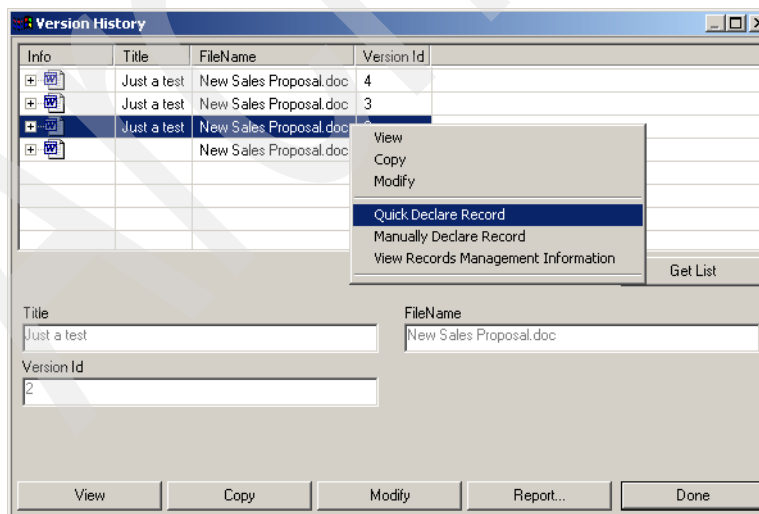 Version History
Info Title FileName Version Id
Just a test New Sales Proposal.doc 4
Just a test New Sales Proposal.doc 3
Just a test New Sales Proposal.doc
New Sales Proposal.doc
View
Copy
Modify
Quick Declare Record
Manually Declare Record
View Records Management Information
Get List
Title FileName
Just a test New Sales Proposal.doc
Version Id
2
View Copy Modify Report... Done